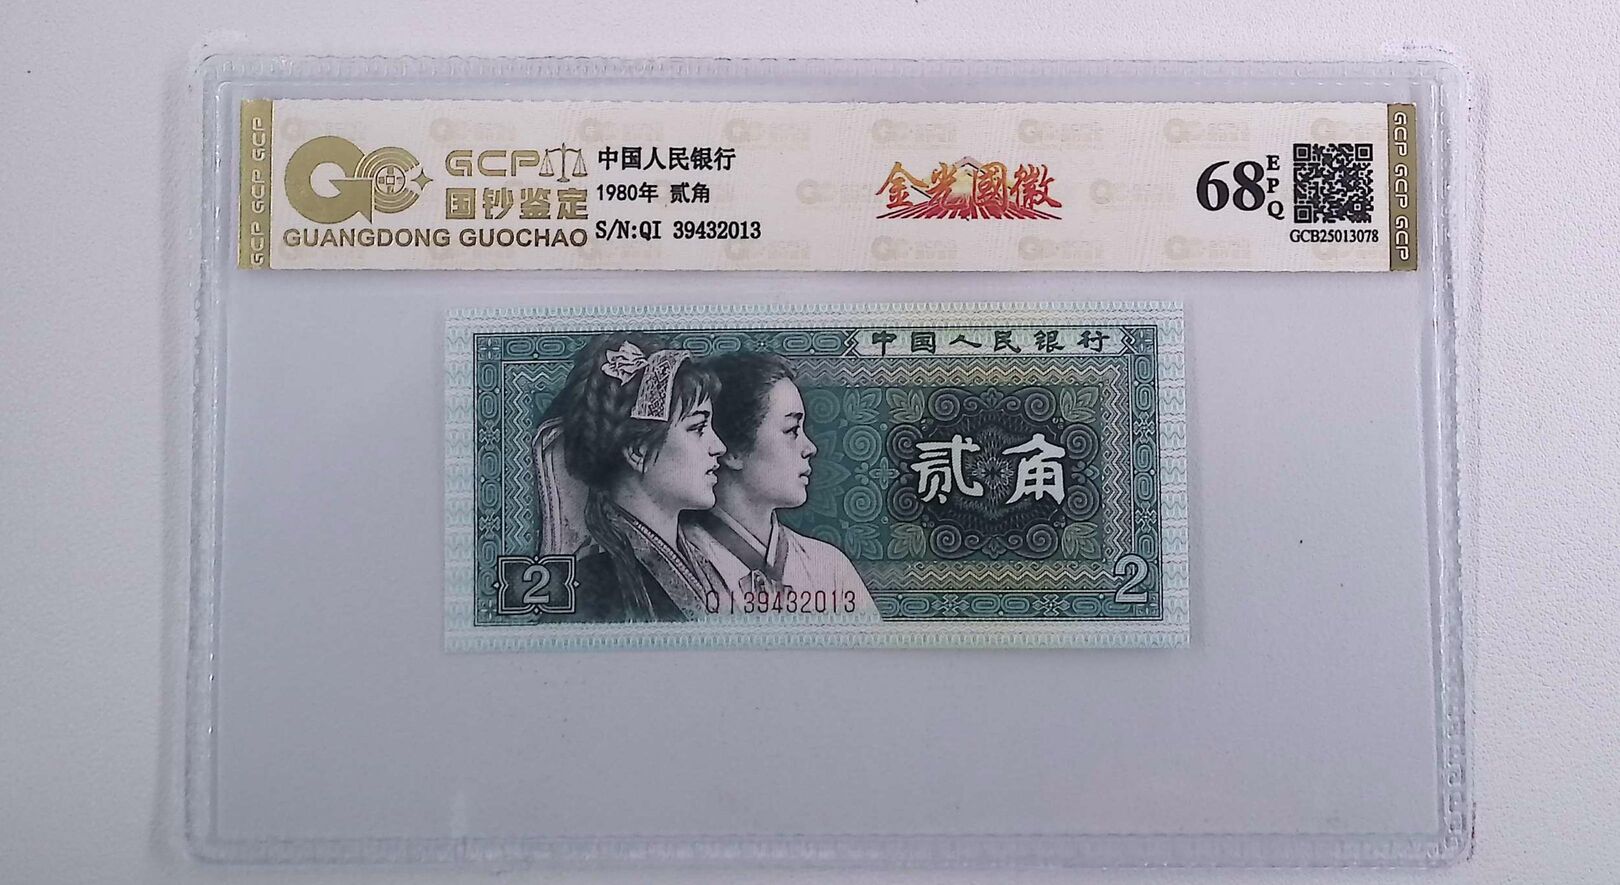 GCP GCP GCP
GCP
国钞鉴定
GUANGDONG GUOCHAO
中国人民银行
1980年 贰角
S/N:QI 39432013
金光國徽
68 EPQ
GCB25013078
GCP GCP GCP
中国人民银行
贰角
2
2
QI39432013